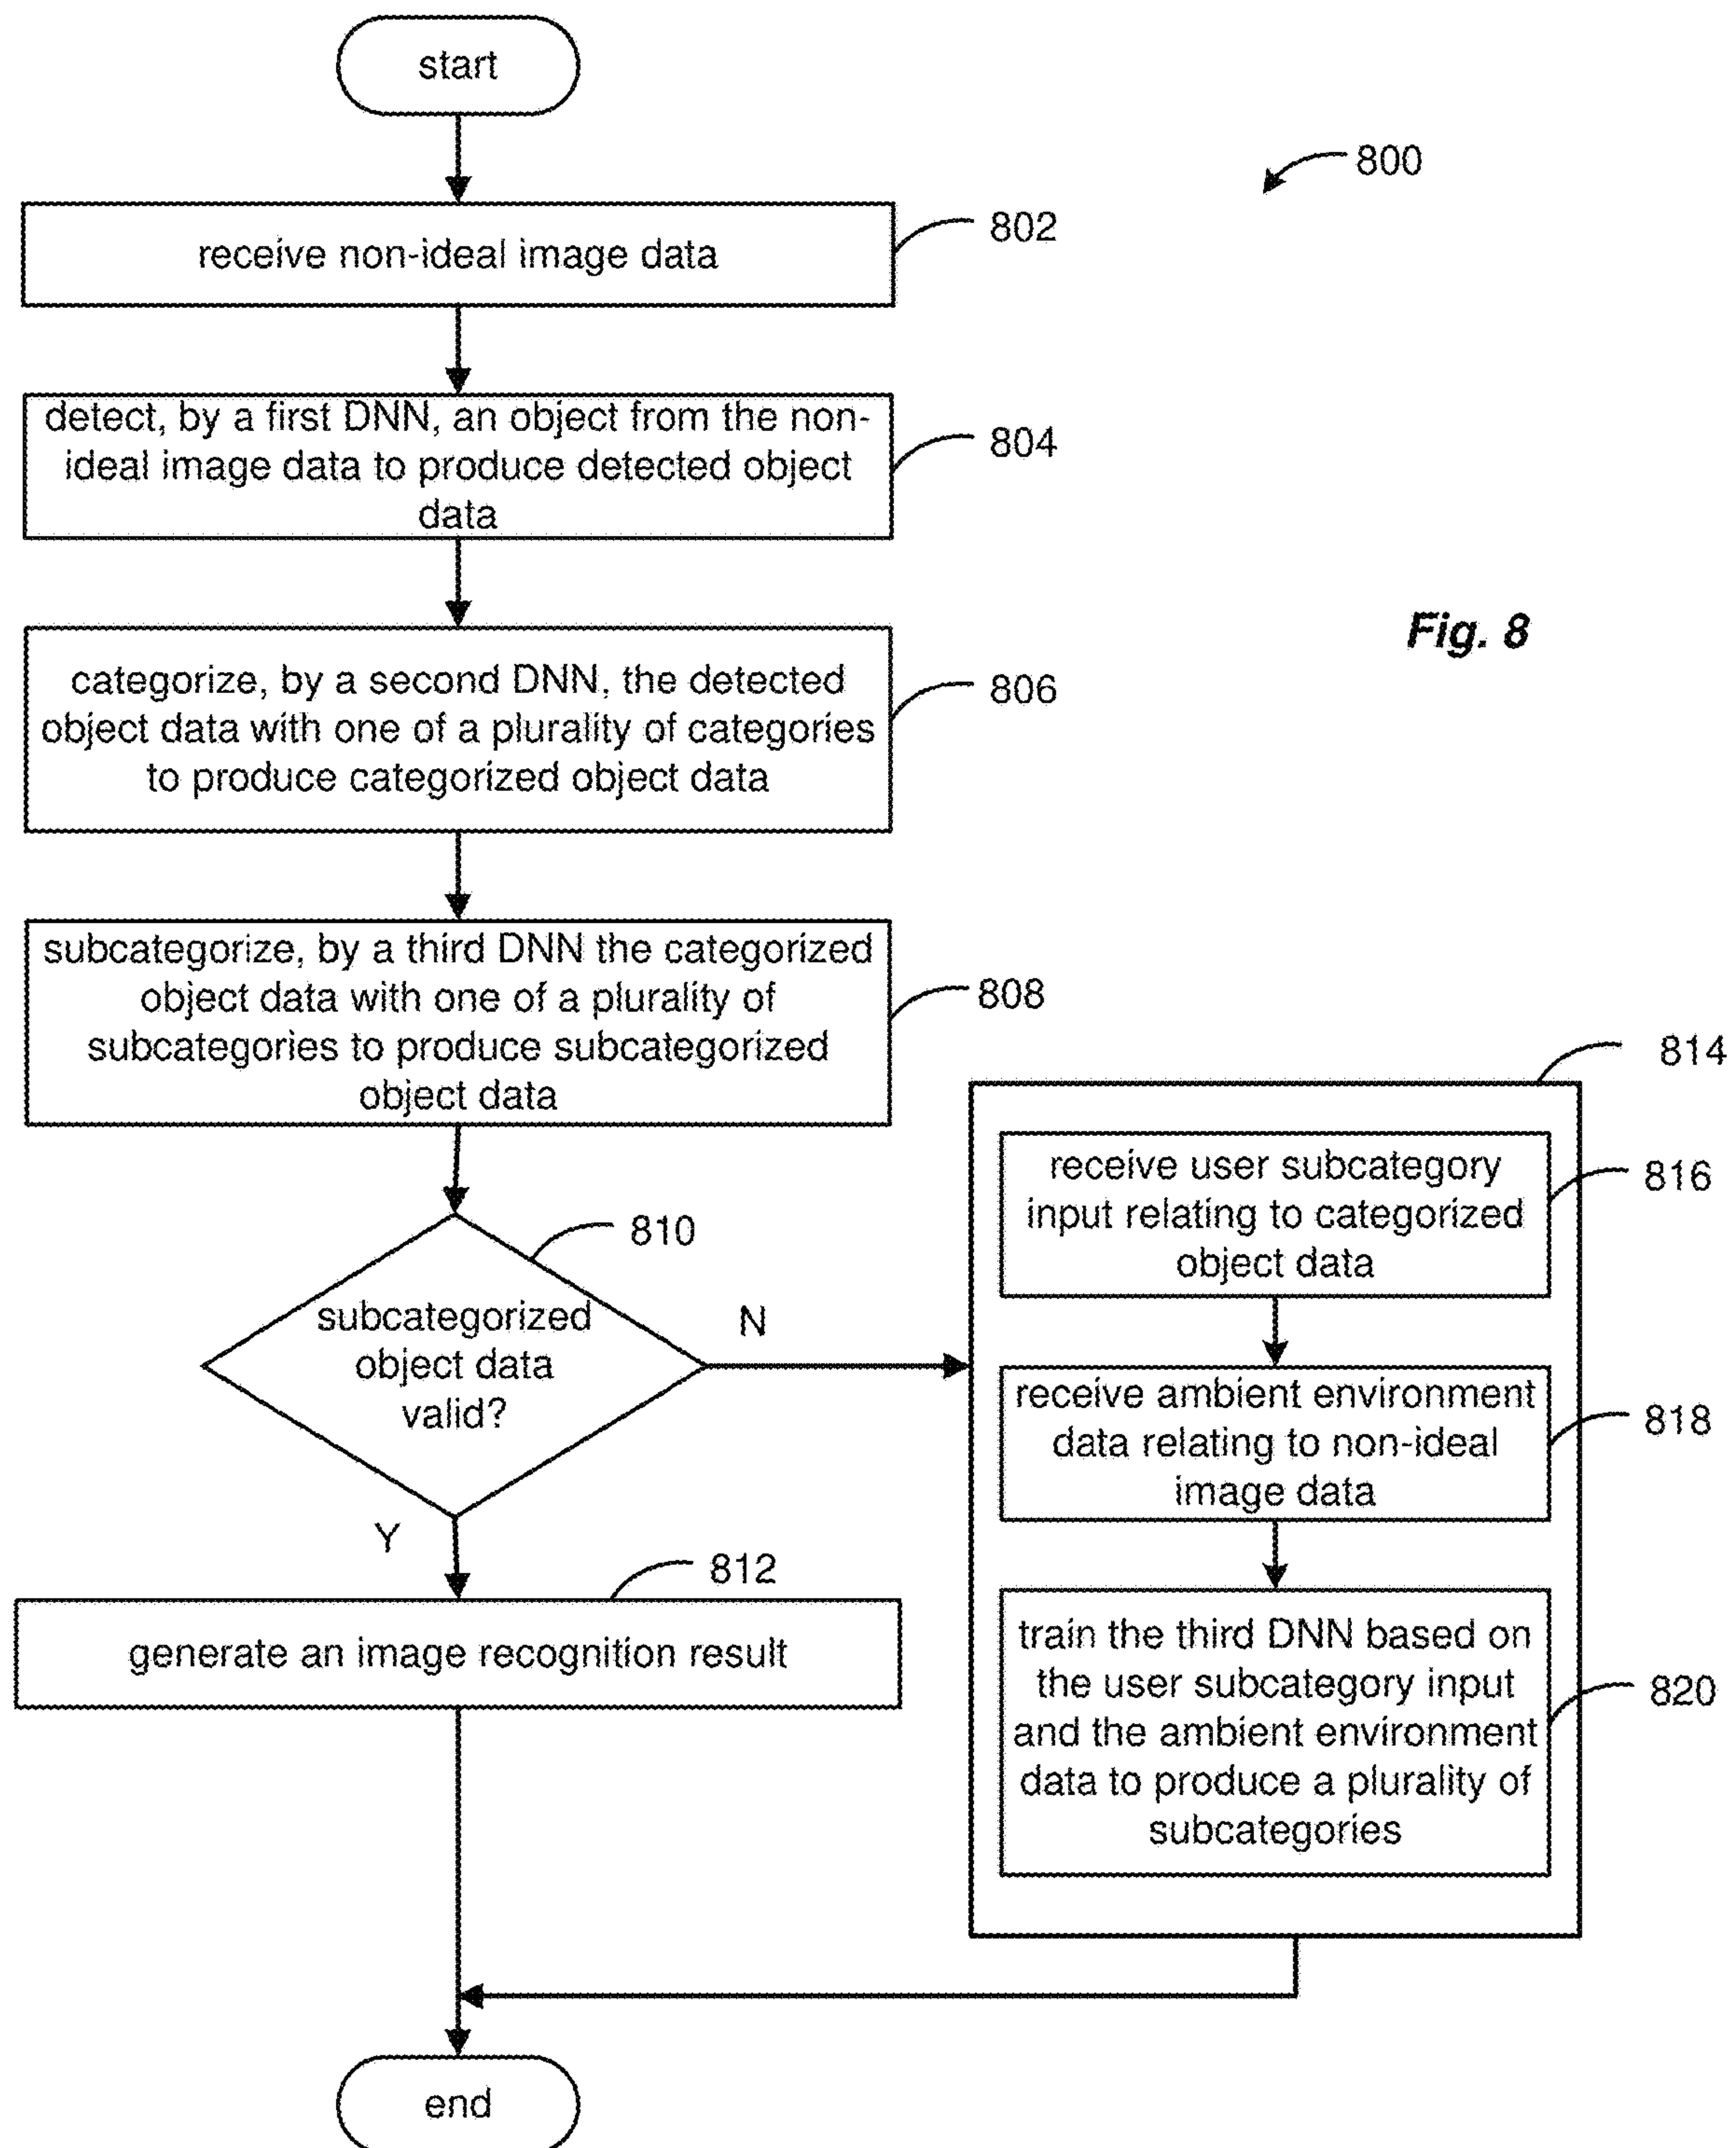 start
800
receive non-ideal image data
802
detect, by a first DNN, an object from the non-
ideal image data to produce detected object
data
804
Fig. 8
categorize, by a second DNN, the detected
object data with one of a plurality of categories
to produce categorized object data
806
subcategorize, by a third DNN the categorized
object data with one of a plurality of
subcategories to produce subcategorized
object data
808
810
subcategorized
object data
valid?
N
Y
812
generate an image recognition result
814
receive user subcategory
input relating to categorized
object data
816
receive ambient environment
data relating to non-ideal
image data
818
train the third DNN based on
the user subcategory input
and the ambient environment
data to produce a plurality of
subcategories
820
end